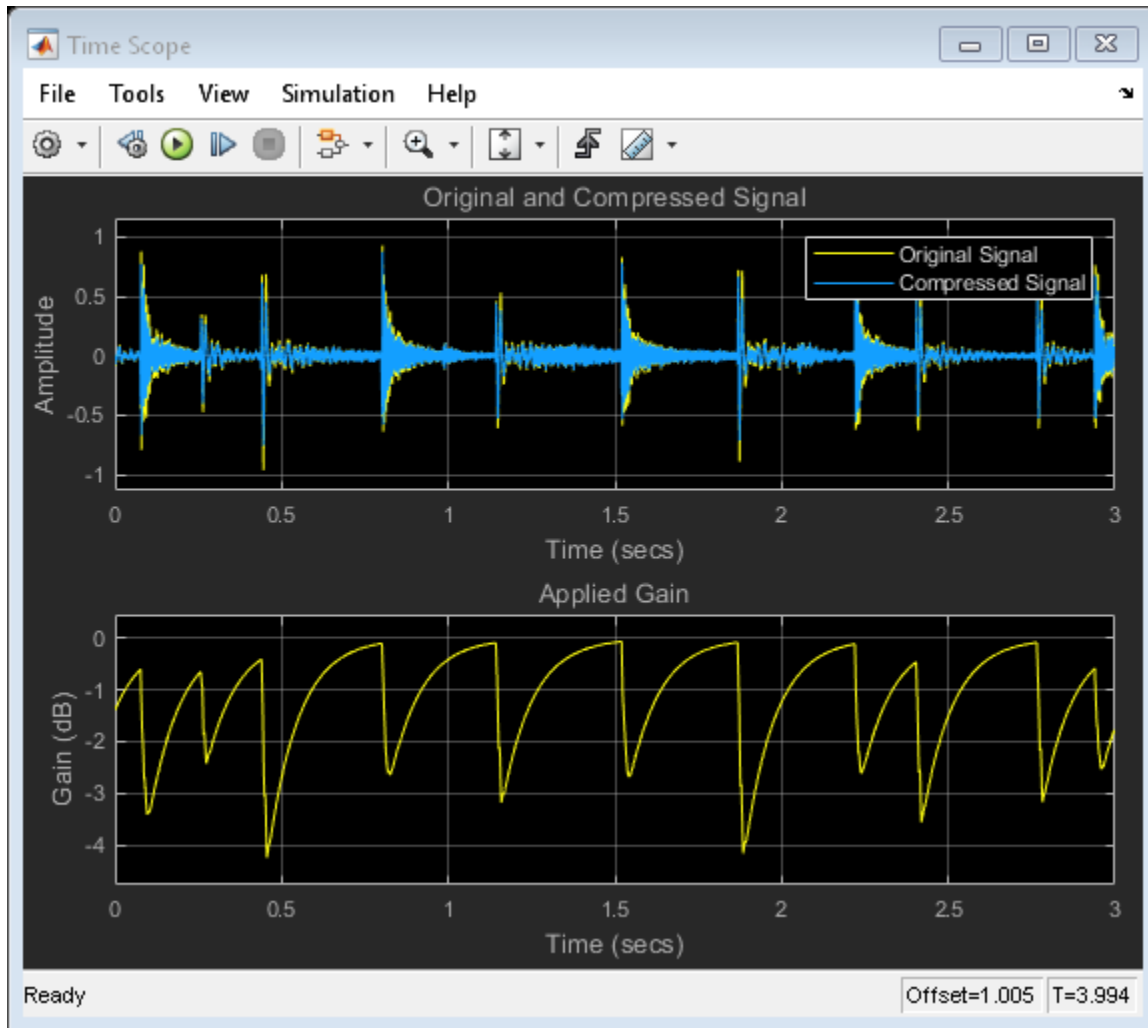 Time Scope
File Tools View Simulation Help
Original and Compressed Signal
Original Signal
Compressed Signal
Amplitude
1
0.5
0
-0.5
-1
0 0.5 1 1.5 2 2.5 3
Time (secs)
Applied Gain
Gain (dB)
0
-1
-2
-3
-4
0 0.5 1 1.5 2 2.5 3
Time (secs)
Ready Offset=1.005 T=3.994